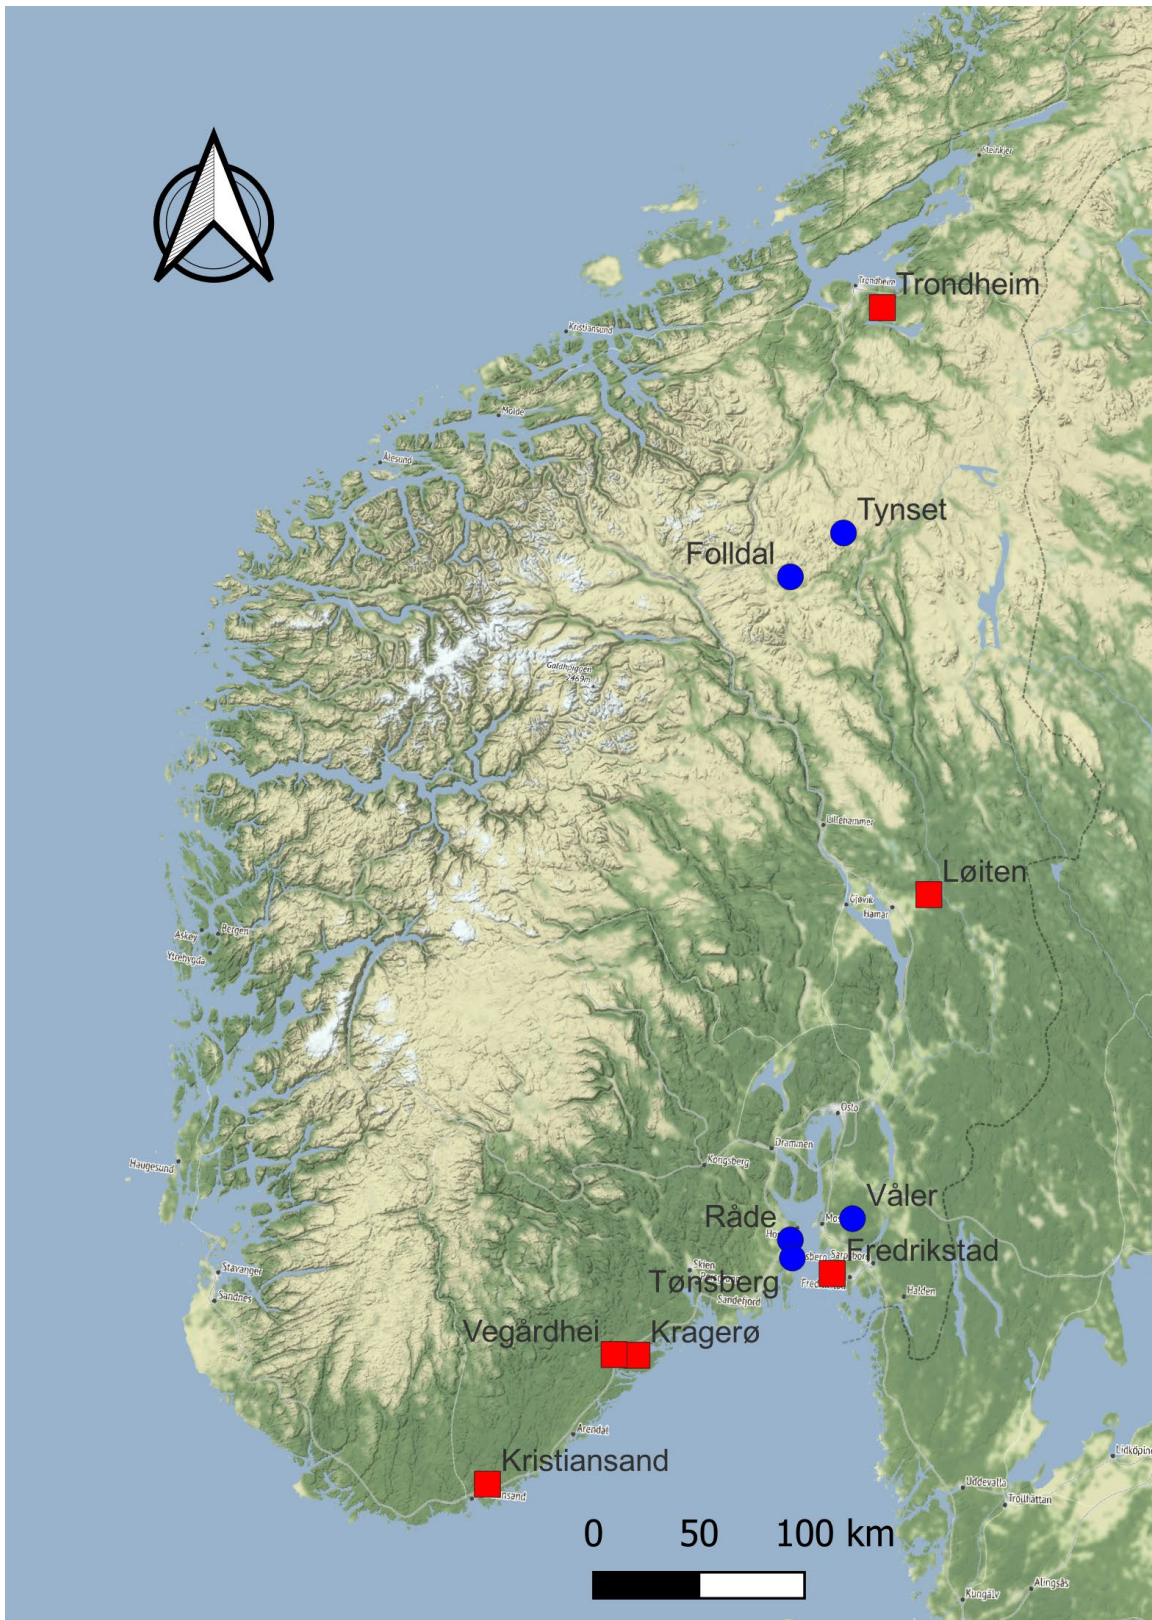 Steinkjer
Trondheim
Trondheim
Kristiansund
Molde
Ålesund
Tynset
Folldal
Galdhøpiggen
2469m
Lillehammer
Løiten
Gjøvik
Hamar
Askøy
Bergen
Ytrebygda
Oslo
Drammen
Kongsberg
Haugesund
Våler
Råde
Fredrikstad
Skien
Tønsberg
Sandefjord
Halden
Stavanger
Sandnes
Vegårdhei
Kragerø
Arendal
Kristiansand
Uddevalla
Trollhättan
Alingsås
Kungälv
0 50 100 km